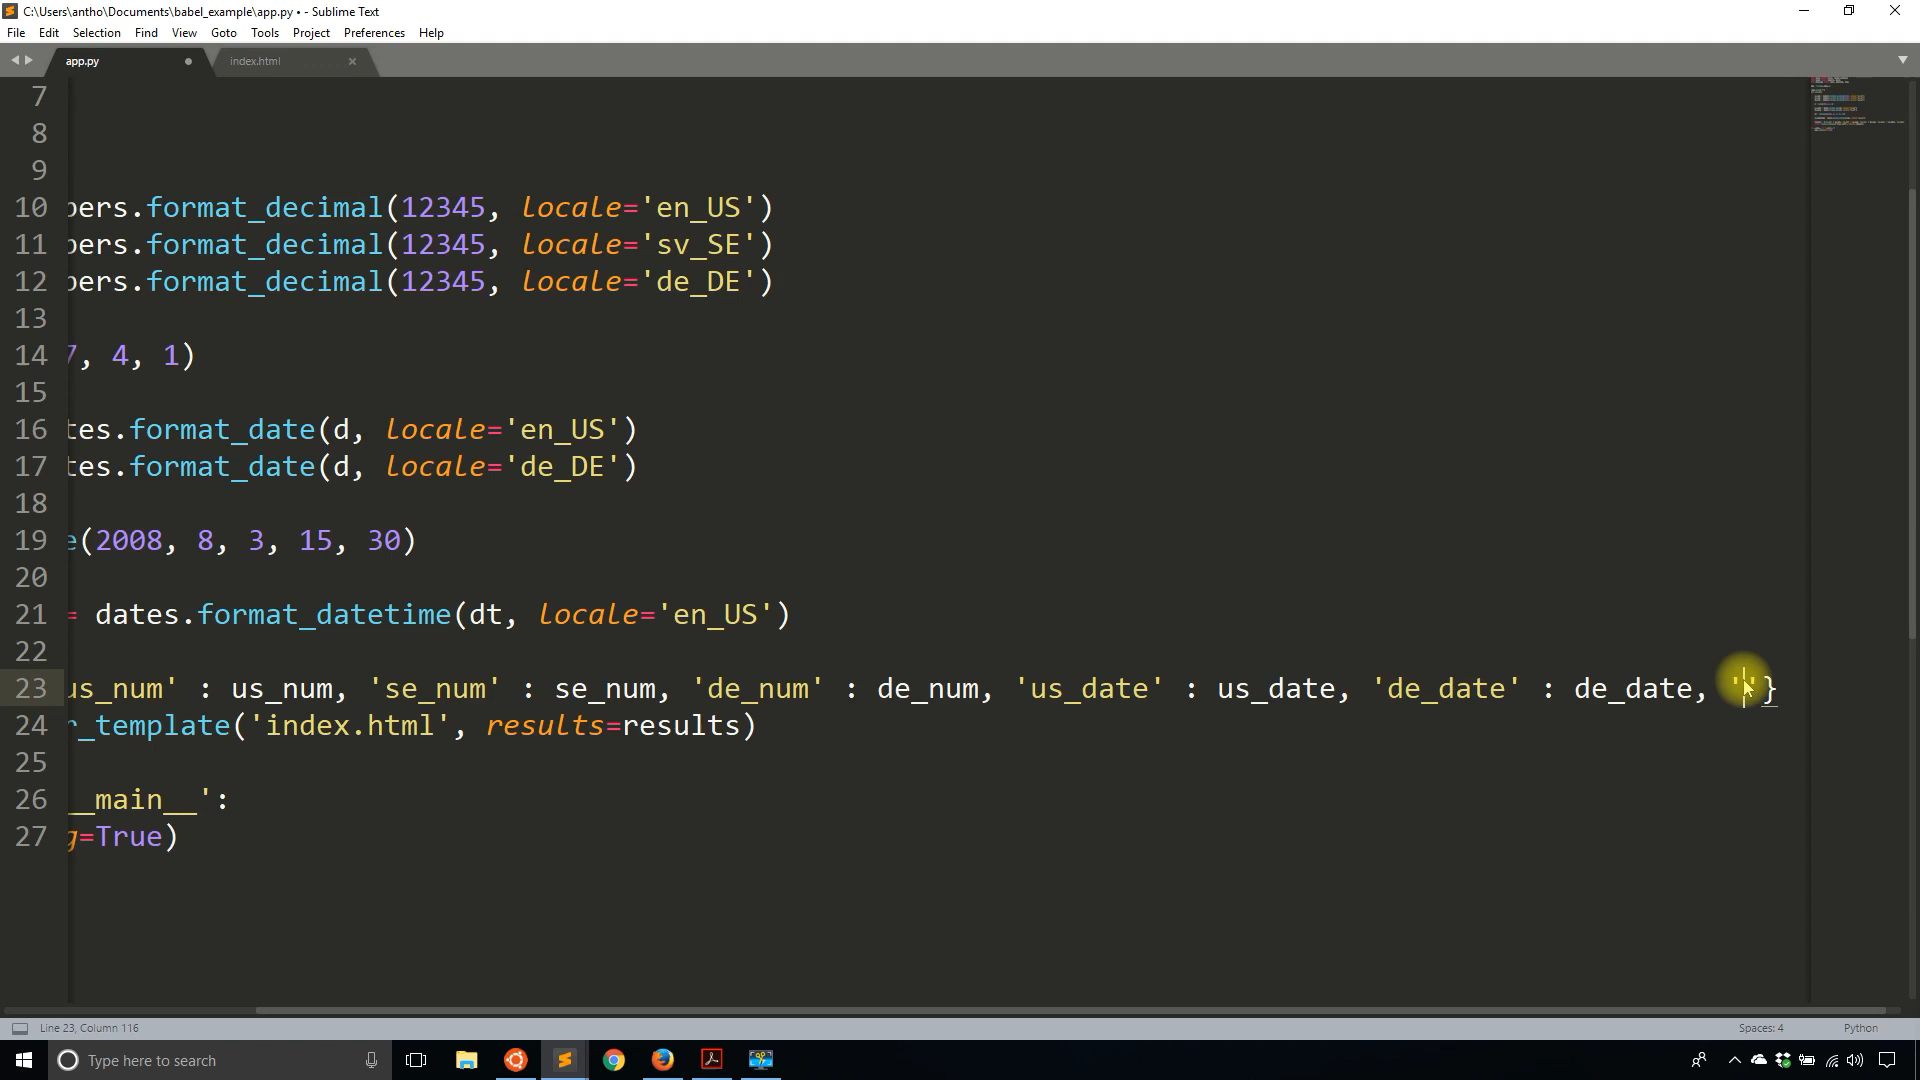 C:\Users\antho\Documents\babel_example\app.py • - Sublime Text
File Edit Selection Find View Goto Tools Project Preferences Help
app.py index.html
7
8
9
10 bers.format_decimal(12345, locale='en_US')
11 bers.format_decimal(12345, locale='sv_SE')
12 bers.format_decimal(12345, locale='de_DE')
13
14 7, 4, 1)
15
16 tes.format_date(d, locale='en_US')
17 tes.format_date(d, locale='de_DE')
18
19 e(2008, 8, 3, 15, 30)
20
21 = dates.format_datetime(dt, locale='en_US')
22
23 us_num' : us_num, 'se_num' : se_num, 'de_num' : de_num, 'us_date' : us_date, 'de_date' : de_date, ''}
24 r_template('index.html', results=results)
25
26 __main__':
27 g=True)
Line 23, Column 116 Spaces: 4 Python
Type here to search